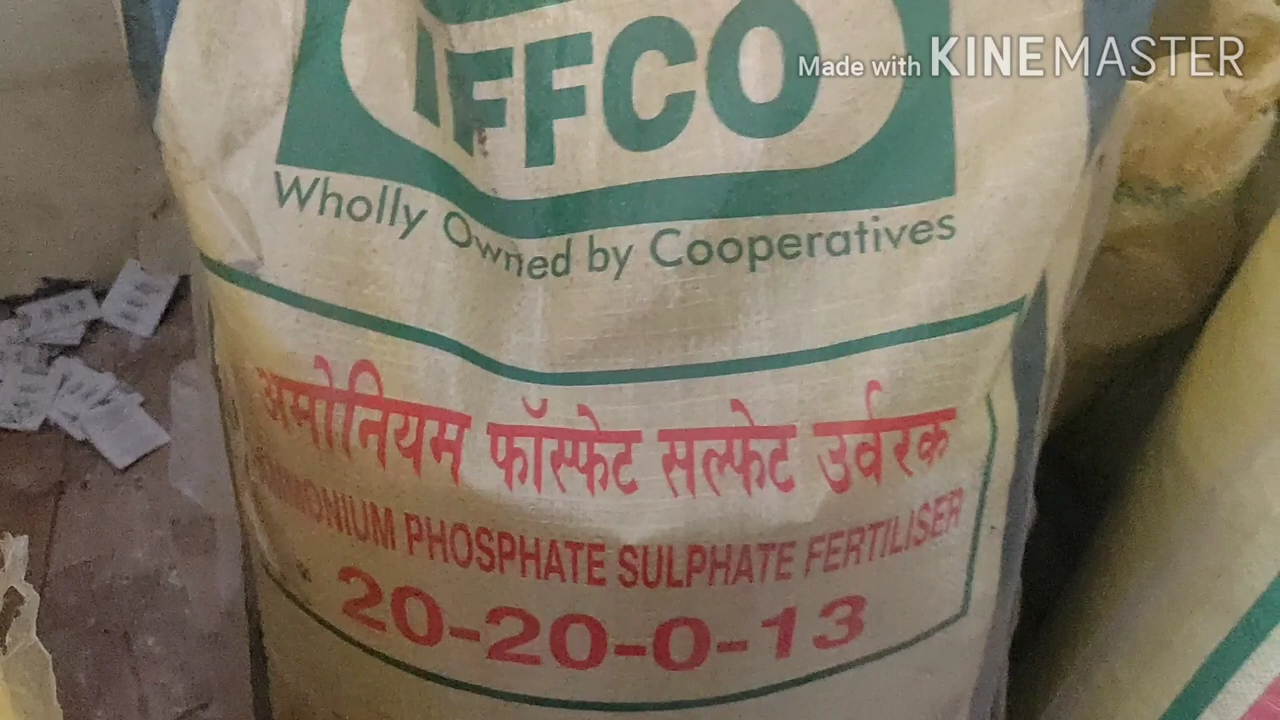 IFFCO
Made with KINEMASTER
Wholly Owned by Cooperatives
अमोनियम फॉस्फेट सल्फेट उर्वरक
AMMONIUM PHOSPHATE SULPHATE FERTILISER
20-20-0-13